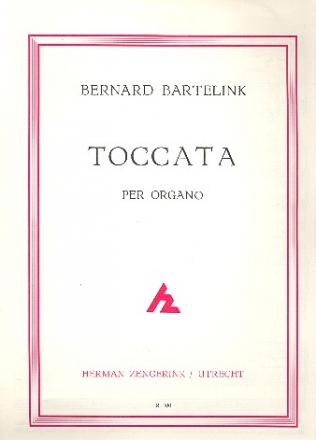 BERNARD BARTELINK
TOCCATA
PER ORGANO
HERMAN ZENGERINK / UTRECHT